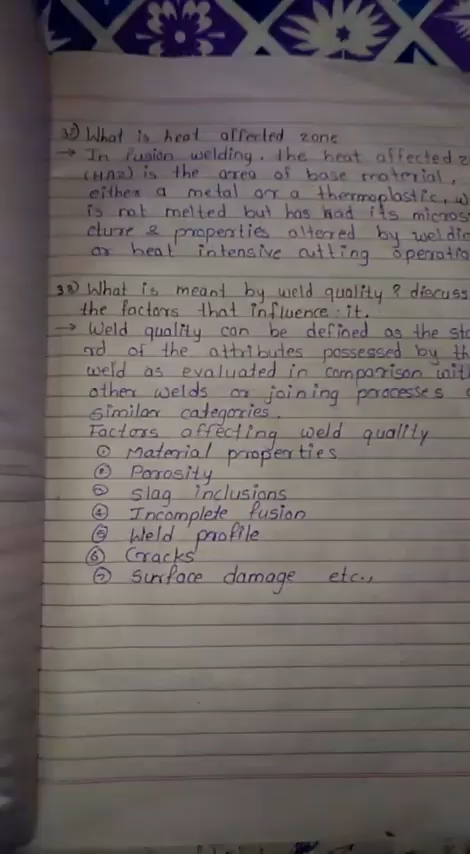 32) What is heat affected zone
→ In fusion welding, the heat affected z
(HAZ) is the area of base material,
either a metal or a thermoplastic, w
is not melted but has had its micros
cture & properties altered by weldin
or heat intensive cutting operatio
33) What is meant by weld quality? discuss
the factors that influence it.
→ Weld quality can be defined as the sta
rd of the attributes possessed by th
weld as evaluated in comparison with
other welds or joining processes o
similar categories.
Factors affecting weld quality
① Material properties
② Porosity
③ Slag inclusions
④ Incomplete fusion
⑤ Weld profile
⑥ Cracks
⑦ Surface damage etc.,